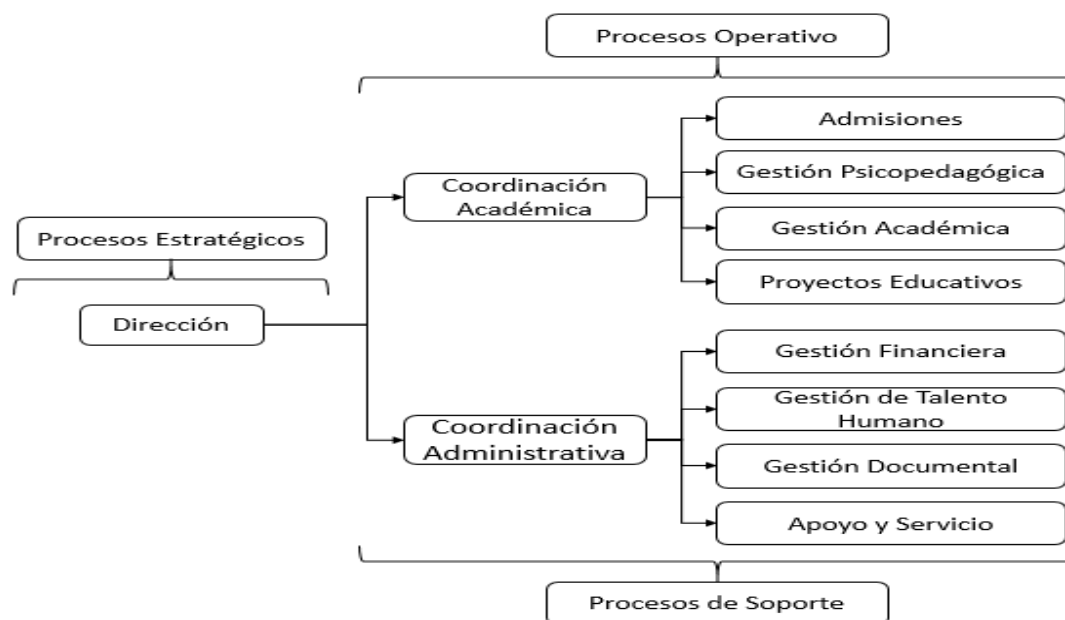 Procesos Operativo
Admisiones
Coordinación
Académica
Gestión Psicopedagógica
Gestión Académica
Procesos Estratégicos
Proyectos Educativos
Dirección
Gestión Financiera
Coordinación
Administrativa
Gestión de Talento
Humano
Gestión Documental
Apoyo y Servicio
Procesos de Soporte